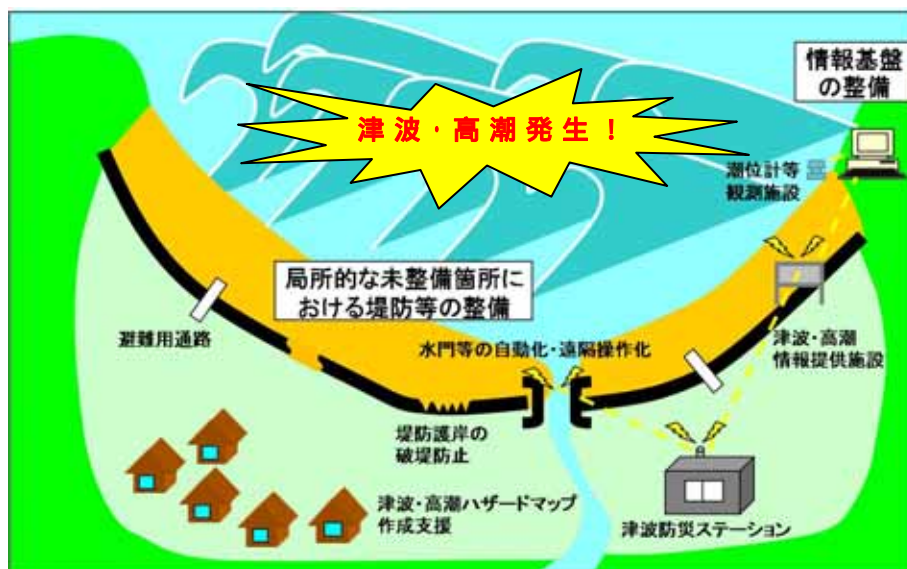 津波・高潮発生！
情報基盤
の整備
潮位計等
観測施設
局所的な未整備箇所に
おける堤防等の整備
避難用通路
水門等の自動化・遠隔操作化
津波・高潮
情報提供施設
堤防護岸の
破堤防止
津波・高潮ハザードマップ
作成支援
津波防災ステーション